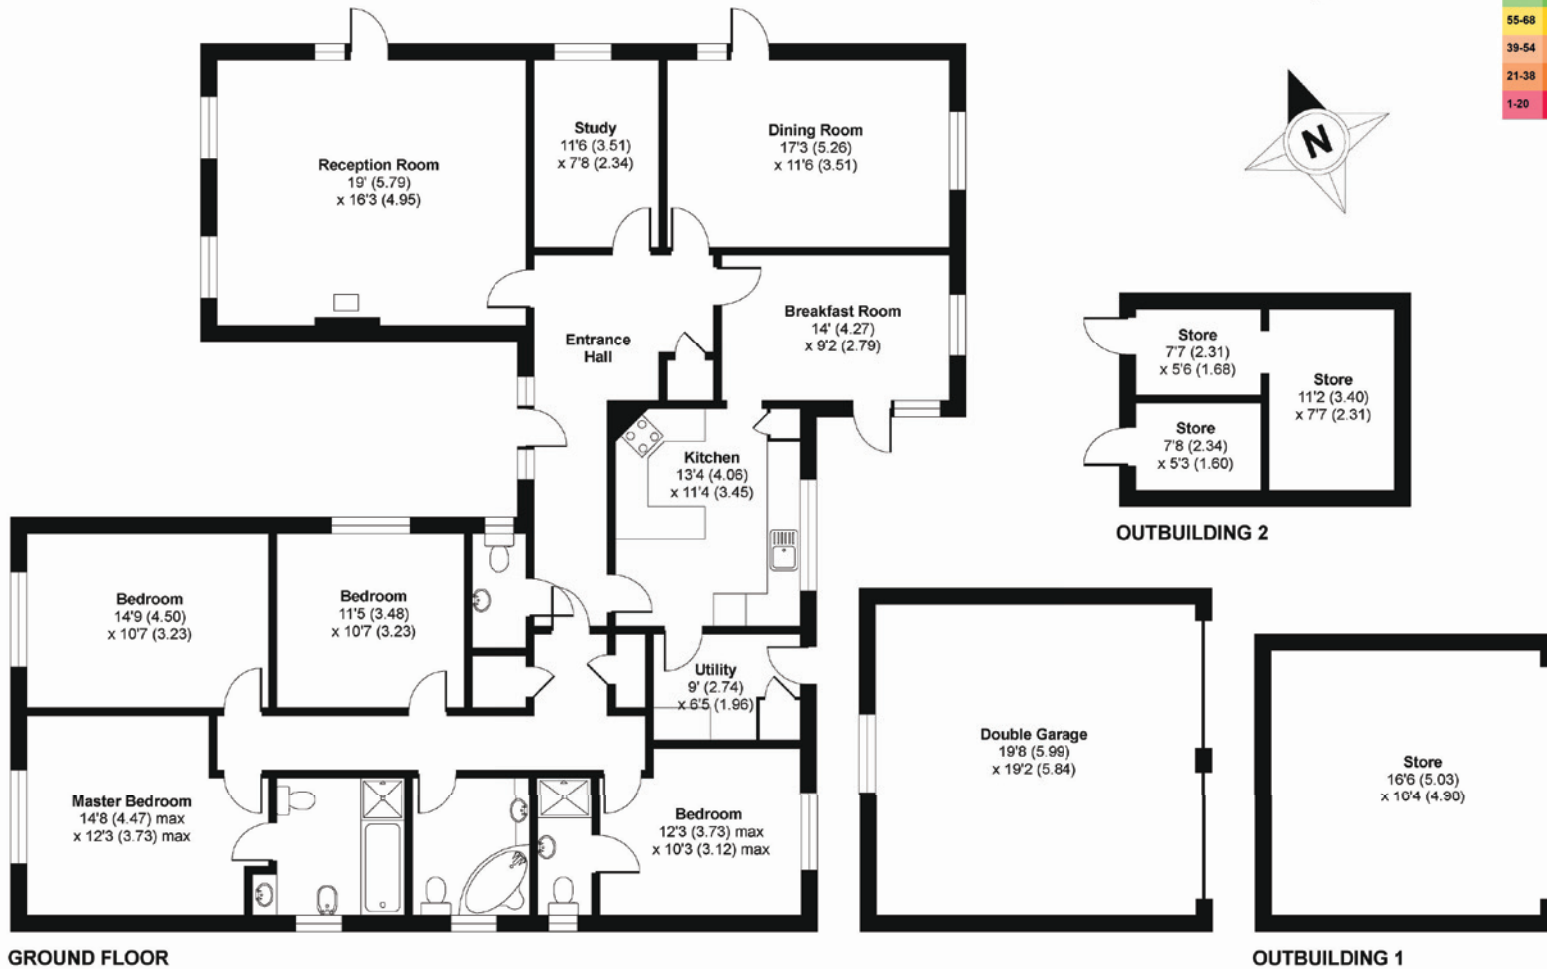 55-68
39-54
21-38
1-20
N
Reception Room
19' (5.79)
x 16'3 (4.95)
Study
11'6 (3.51)
x 7'8 (2.34)
Dining Room
17'3 (5.26)
x 11'6 (3.51)
Entrance
Hall
Breakfast Room
14' (4.27)
x 9'2 (2.79)
Kitchen
13'4 (4.06)
x 11'4 (3.45)
Store
7'7 (2.31)
x 5'6 (1.68)
Store
11'2 (3.40)
x 7'7 (2.31)
Store
7'8 (2.34)
x 5'3 (1.60)
OUTBUILDING 2
Bedroom
14'9 (4.50)
x 10'7 (3.23)
Bedroom
11'5 (3.48)
x 10'7 (3.23)
Utility
9' (2.74)
x 6'5 (1.96)
Master Bedroom
14'8 (4.47) max
x 12'3 (3.73) max
Bedroom
12'3 (3.73) max
x 10'3 (3.12) max
Double Garage
19'8 (5.99)
x 19'2 (5.84)
Store
16'6 (5.03)
x 10'4 (4.90)
GROUND FLOOR
OUTBUILDING 1